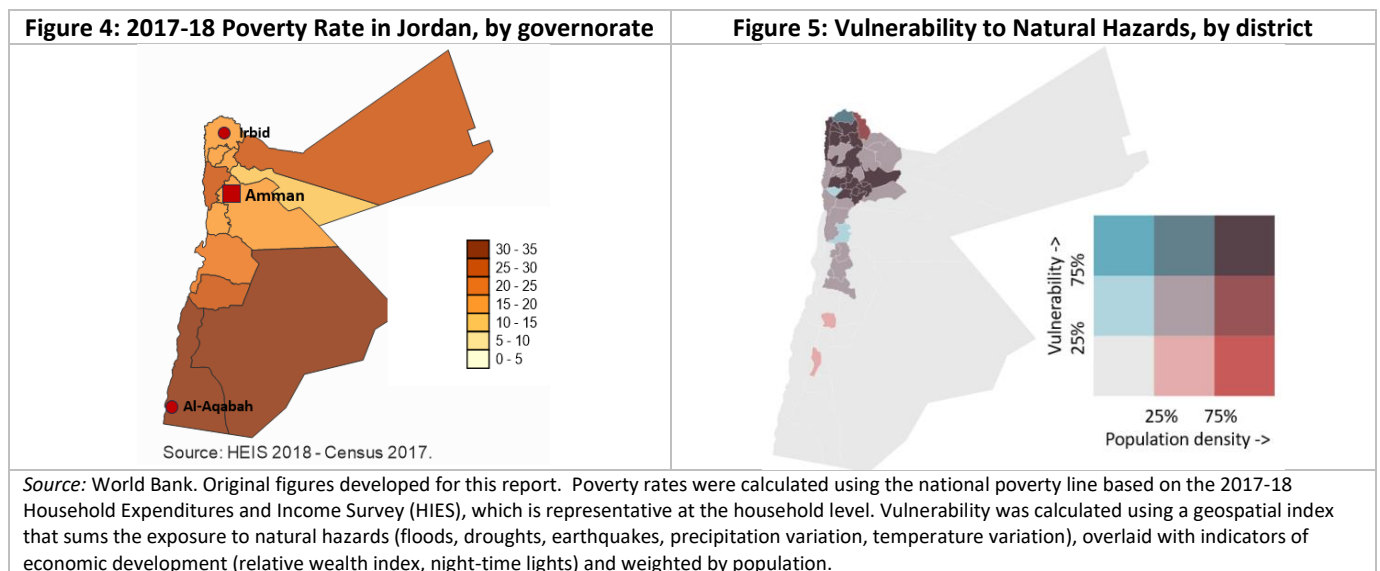 Figure 4: 2017-18 Poverty Rate in Jordan, by governorate
Figure 5: Vulnerability to Natural Hazards, by district
Irbid
Amman
Al-Aqabah
30 - 35
25 - 30
20 - 25
15 - 20
10 - 15
5 - 10
0 - 5
Source: HEIS 2018 - Census 2017.
Vulnerability ->
75%
25%
25% 75%
Population density ->
Source: World Bank. Original figures developed for this report. Poverty rates were calculated using the national poverty line based on the 2017-18
Household Expenditures and Income Survey (HIES), which is representative at the household level. Vulnerability was calculated using a geospatial index
that sums the exposure to natural hazards (floods, droughts, earthquakes, precipitation variation, temperature variation), overlaid with indicators of
economic development (relative wealth index, night-time lights) and weighted by population.